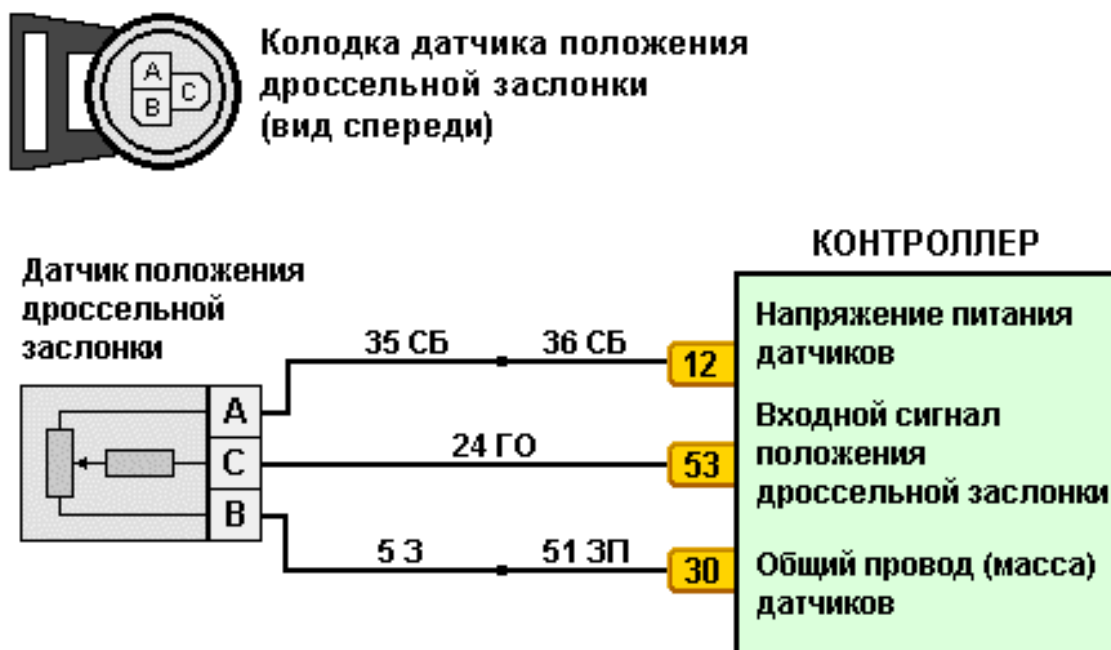 Колодка датчика положения
дроссельной заслонки
(вид спереди)
A
B
C
КОНТРОЛЛЕР
Датчик положения
дроссельной
заслонки
35 СБ
36 СБ
12
Напряжение питания
датчиков
A
C
B
24 ГО
53
Входной сигнал
положения
дроссельной заслонки
5 З
51 ЗП
30
Общий провод (масса)
датчиков